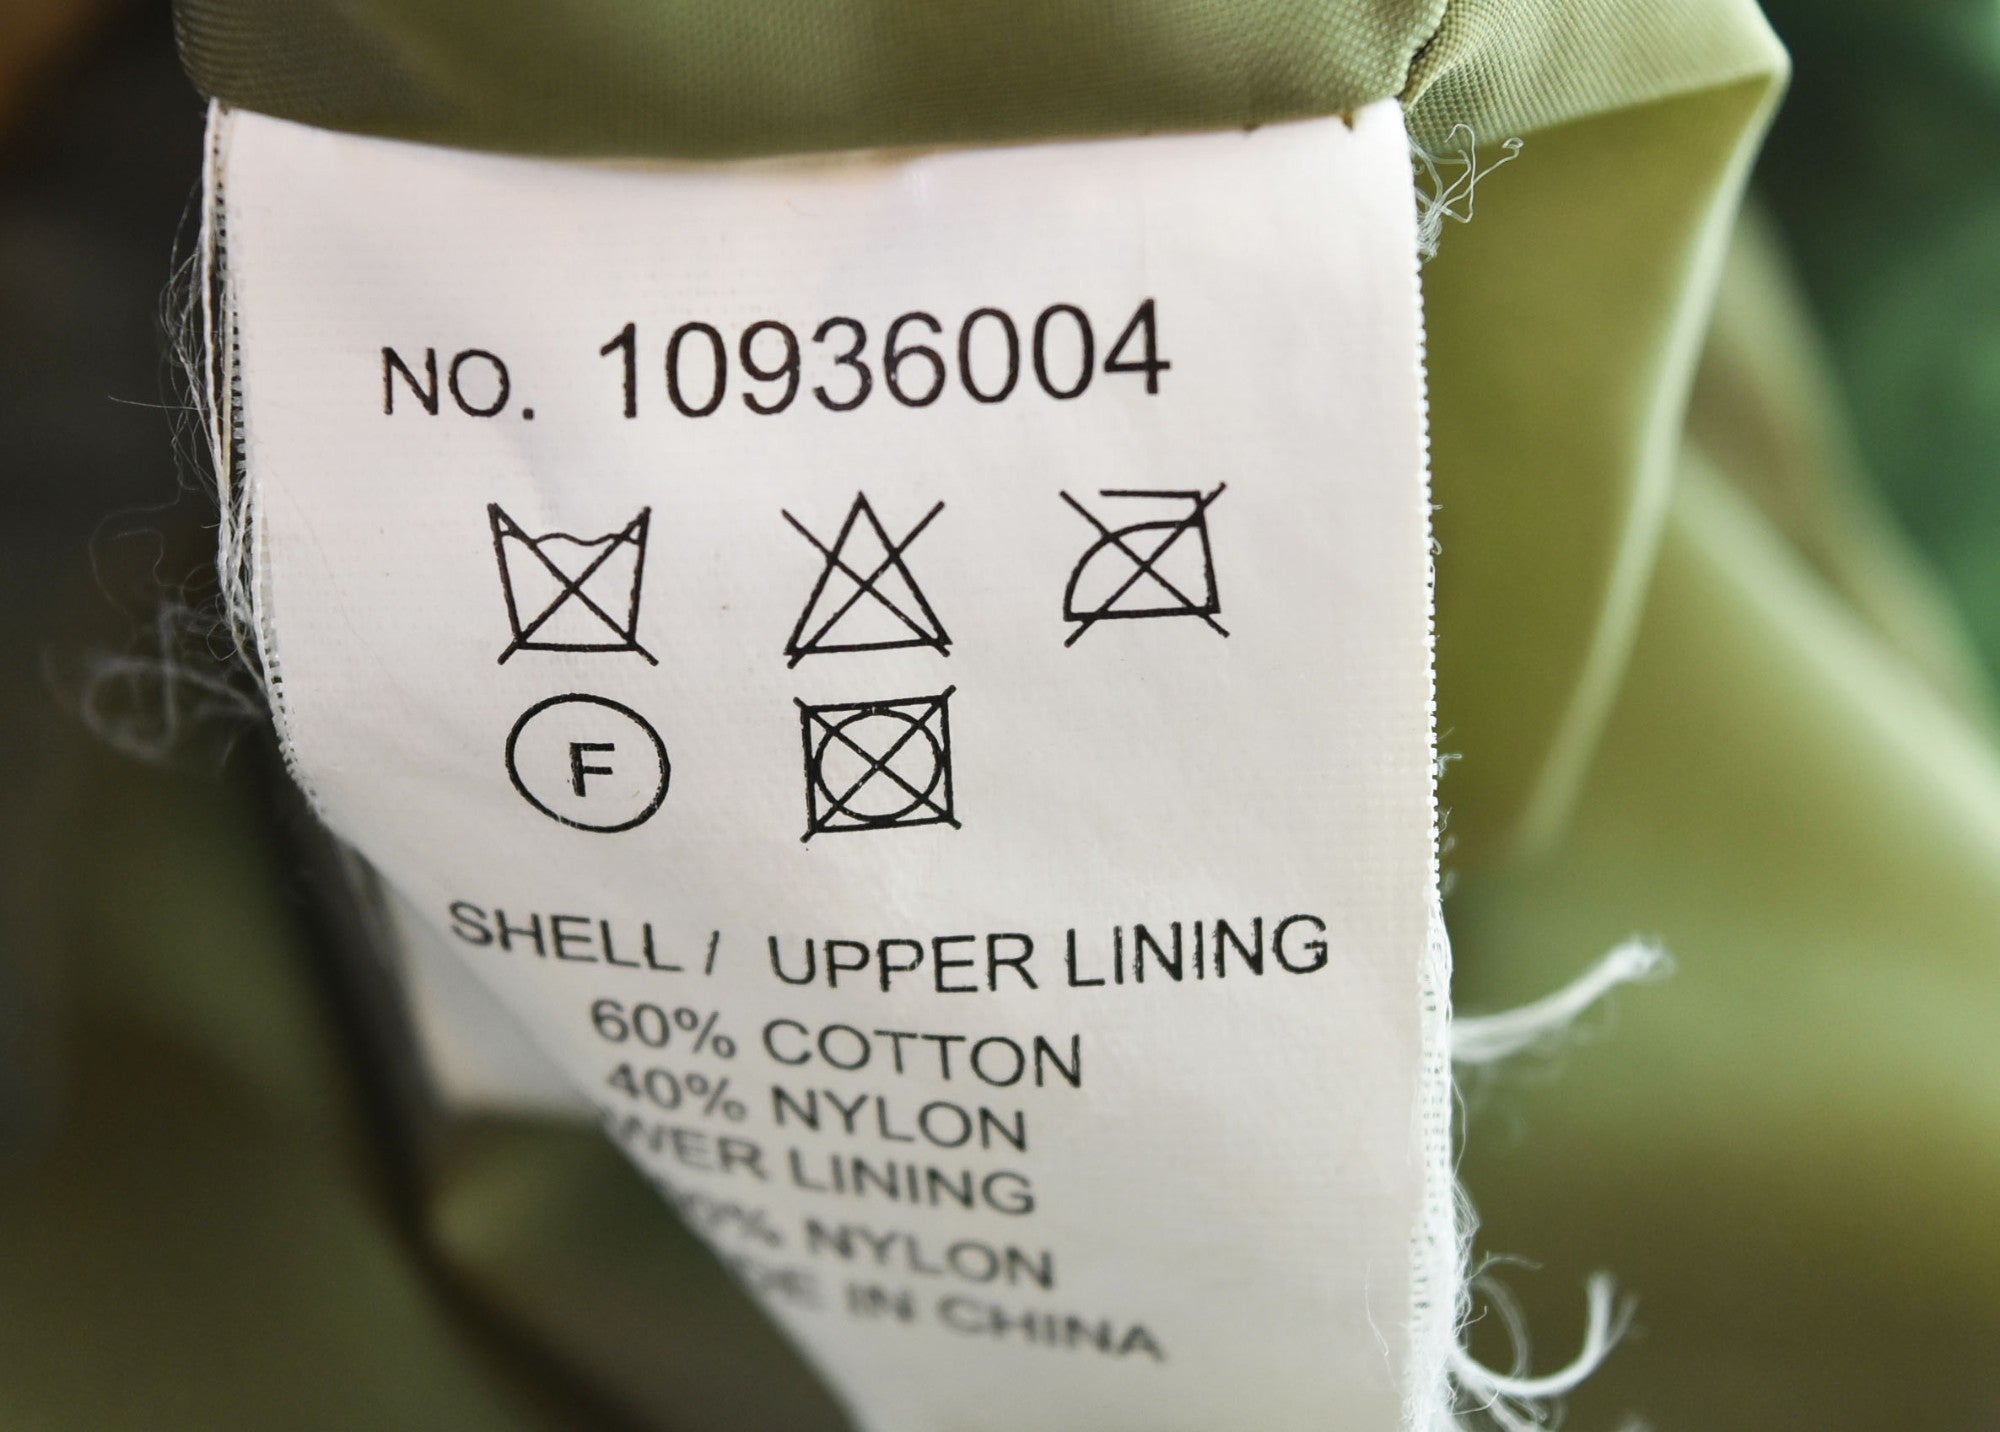 NO. 10936004
F
SHELL / UPPER LINING
60% COTTON
40% NYLON
LINING
NYLON
IN CHINA